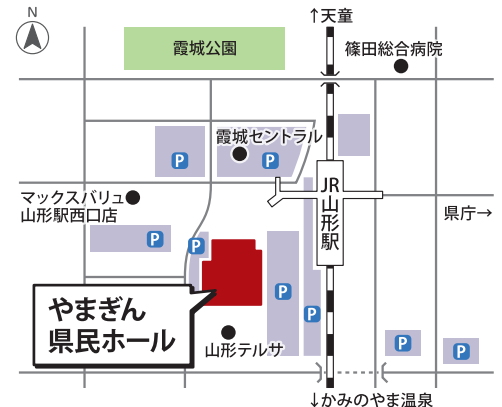 N
↑天童
霞城公園
篠田総合病院
霞城セントラル
P
P
マックスバリュ
山形駅西口店
JR
山形駅
県庁→
P
P
P
P
やまぎん
県民ホール
山形テルサ
P
P
↓かみのやま温泉